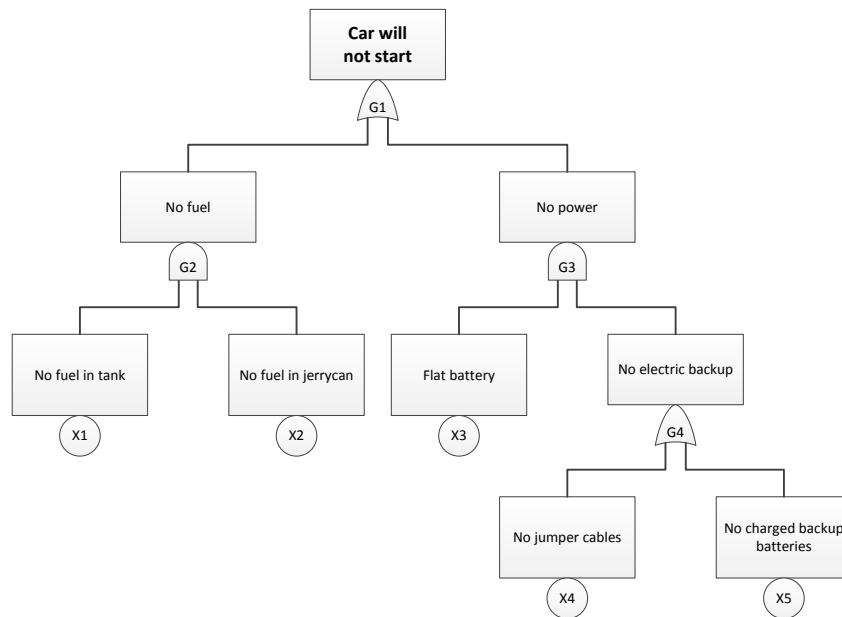 Car will
not start
G1
No fuel
No power
G2
G3
No fuel in tank
No fuel in jerrycan
Flat battery
No electric backup
X1
X2
X3
G4
No jumper cables
No charged backup
batteries
X4
X5